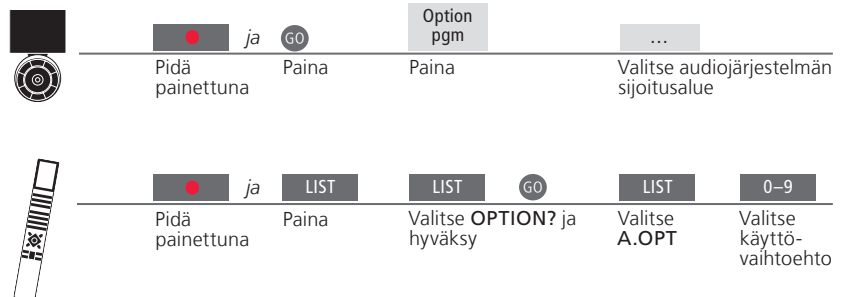 Option
pgm
ja GO
…
Pidä
painettuna
Paina
Paina
Valitse audiojärjestelmän
sijoitusalue
ja LIST LIST GO LIST 0–9
Pidä
painettuna
Paina
Valitse OPTION? ja
hyväksy
Valitse
A.OPT
Valitse
käyttö-
vaihtoehto